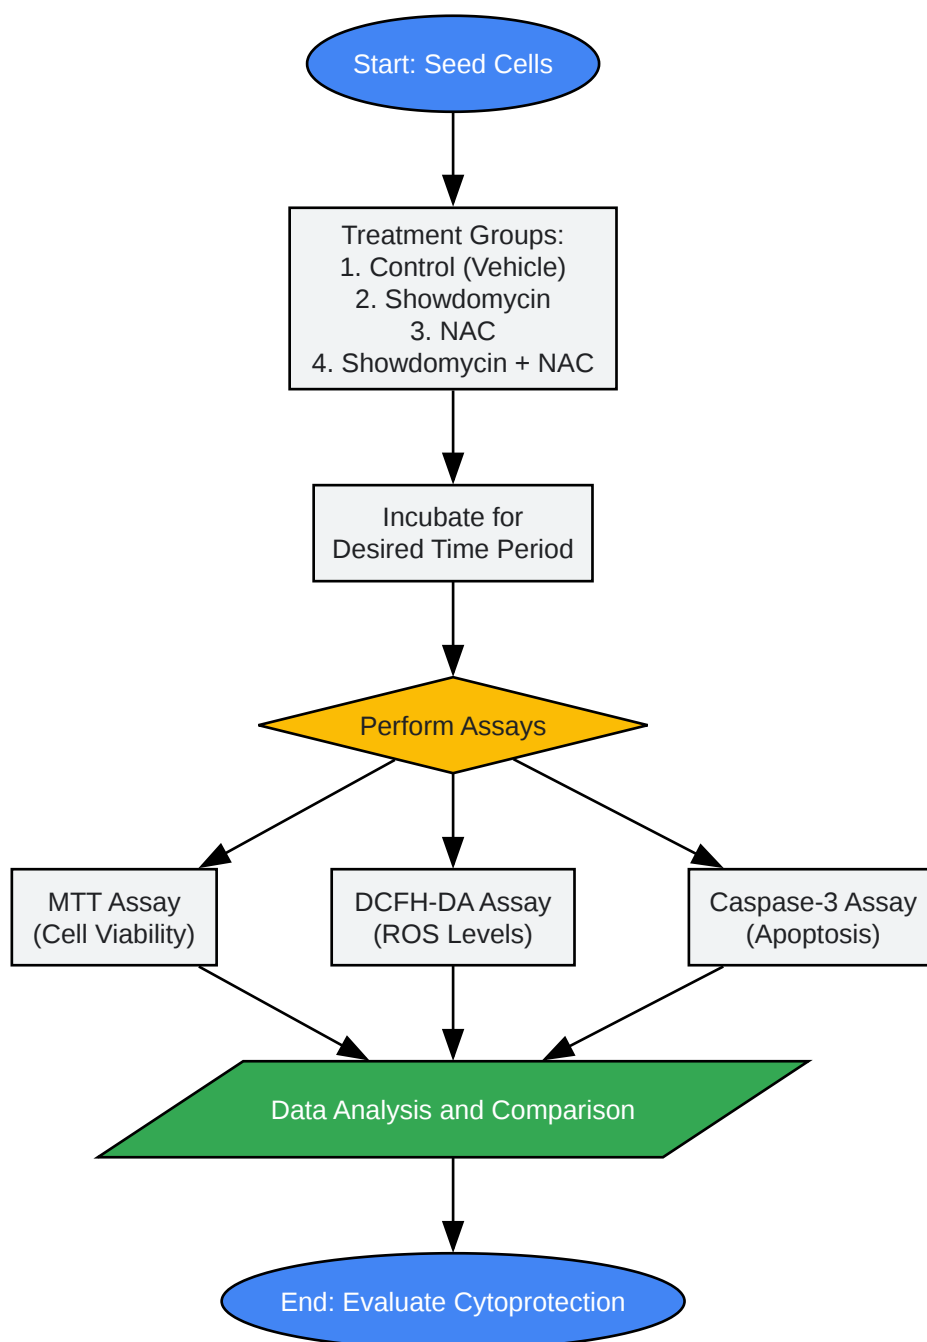 Start: Seed Cells
Treatment Groups:
1. Control (Vehicle)
2. Showdomycin
3. NAC
4. Showdomycin + NAC
Incubate for
Desired Time Period
Perform Assays
MTT Assay
(Cell Viability)
DCFH-DA Assay
(ROS Levels)
Caspase-3 Assay
(Apoptosis)
Data Analysis and Comparison
End: Evaluate Cytoprotection